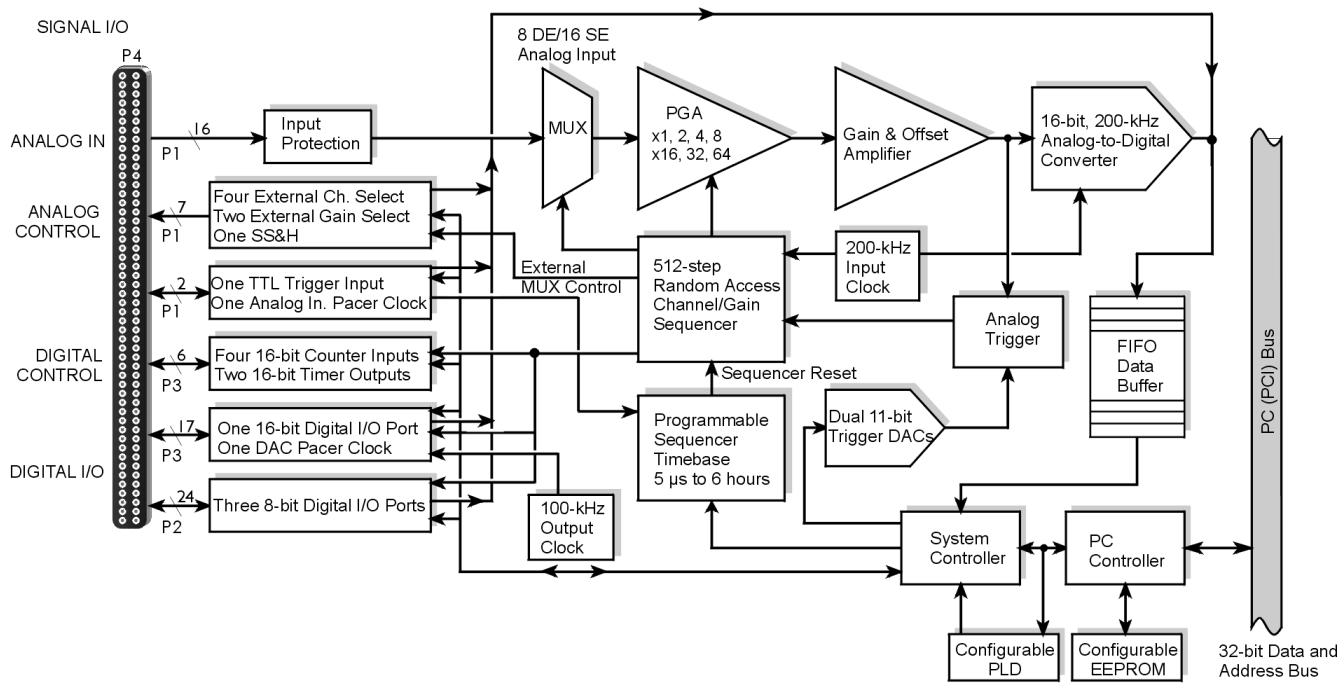 SIGNAL I/O
P4
8 DE/16 SE
Analog Input
ANALOG IN
16
P1
Input
Protection
MUX
PGA
x1, 2, 4, 8
x16, 32, 64
Gain & Offset
Amplifier
16-bit, 200-kHz
Analog-to-Digital
Converter
ANALOG
CONTROL
7
P1
Four External Ch. Select
Two External Gain Select
One SS&H
External
MUX Control
512-step
Random Access
Channel/Gain
Sequencer
200-kHz
Input
Clock
2
P1
One TTL Trigger Input
One Analog In. Pacer Clock
Analog
Trigger
FIFO
Data
Buffer
PC (PCI) Bus
DIGITAL
CONTROL
6
P3
Four 16-bit Counter Inputs
Two 16-bit Timer Outputs
Sequencer Reset
17
P3
One 16-bit Digital I/O Port
One DAC Pacer Clock
Programmable
Sequencer
Timebase
5 µs to 6 hours
Dual 11-bit
Trigger DACs
DIGITAL I/O
24
P2
Three 8-bit Digital I/O Ports
100-kHz
Output
Clock
System
Controller
PC
Controller
Configurable
PLD
Configurable
EEPROM
32-bit Data and
Address Bus